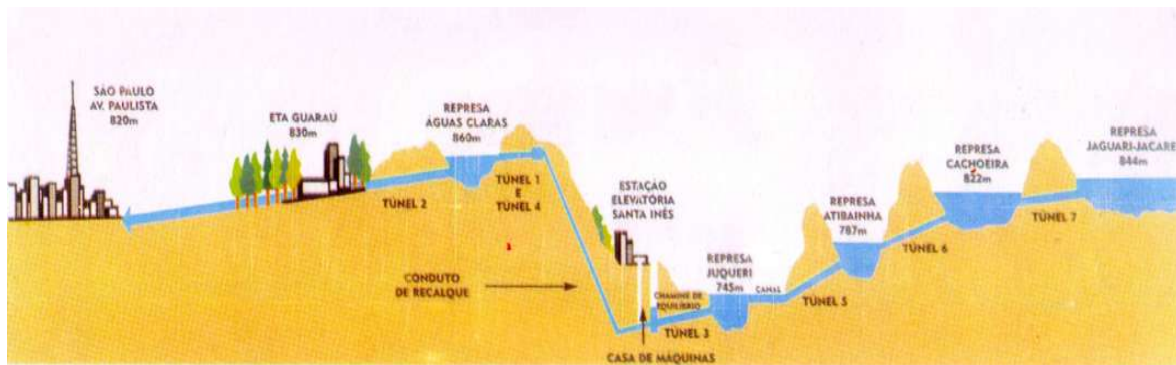 SÃO PAULO
AV. PAULISTA
820m
ETA GUARAÚ
830m
REPRESA
ÁGUAS CLARAS
860m
TÚNEL 2
TÚNEL 1
E
TÚNEL 4
CONDUTO
DE RECALQUE
ESTAÇÃO
ELEVATÓRIA
SANTA INÊS
CHAMINÉ DE
EQUILÍBRIO
TÚNEL 3
CASA DE MÁQUINAS
REPRESA
JUQUERI
745m
CANAL
TÚNEL 5
REPRESA
ATIBAINHA
787m
TÚNEL 6
REPRESA
CACHOEIRA
822m
TÚNEL 7
REPRESA
JAGUARI-JACARE
844m